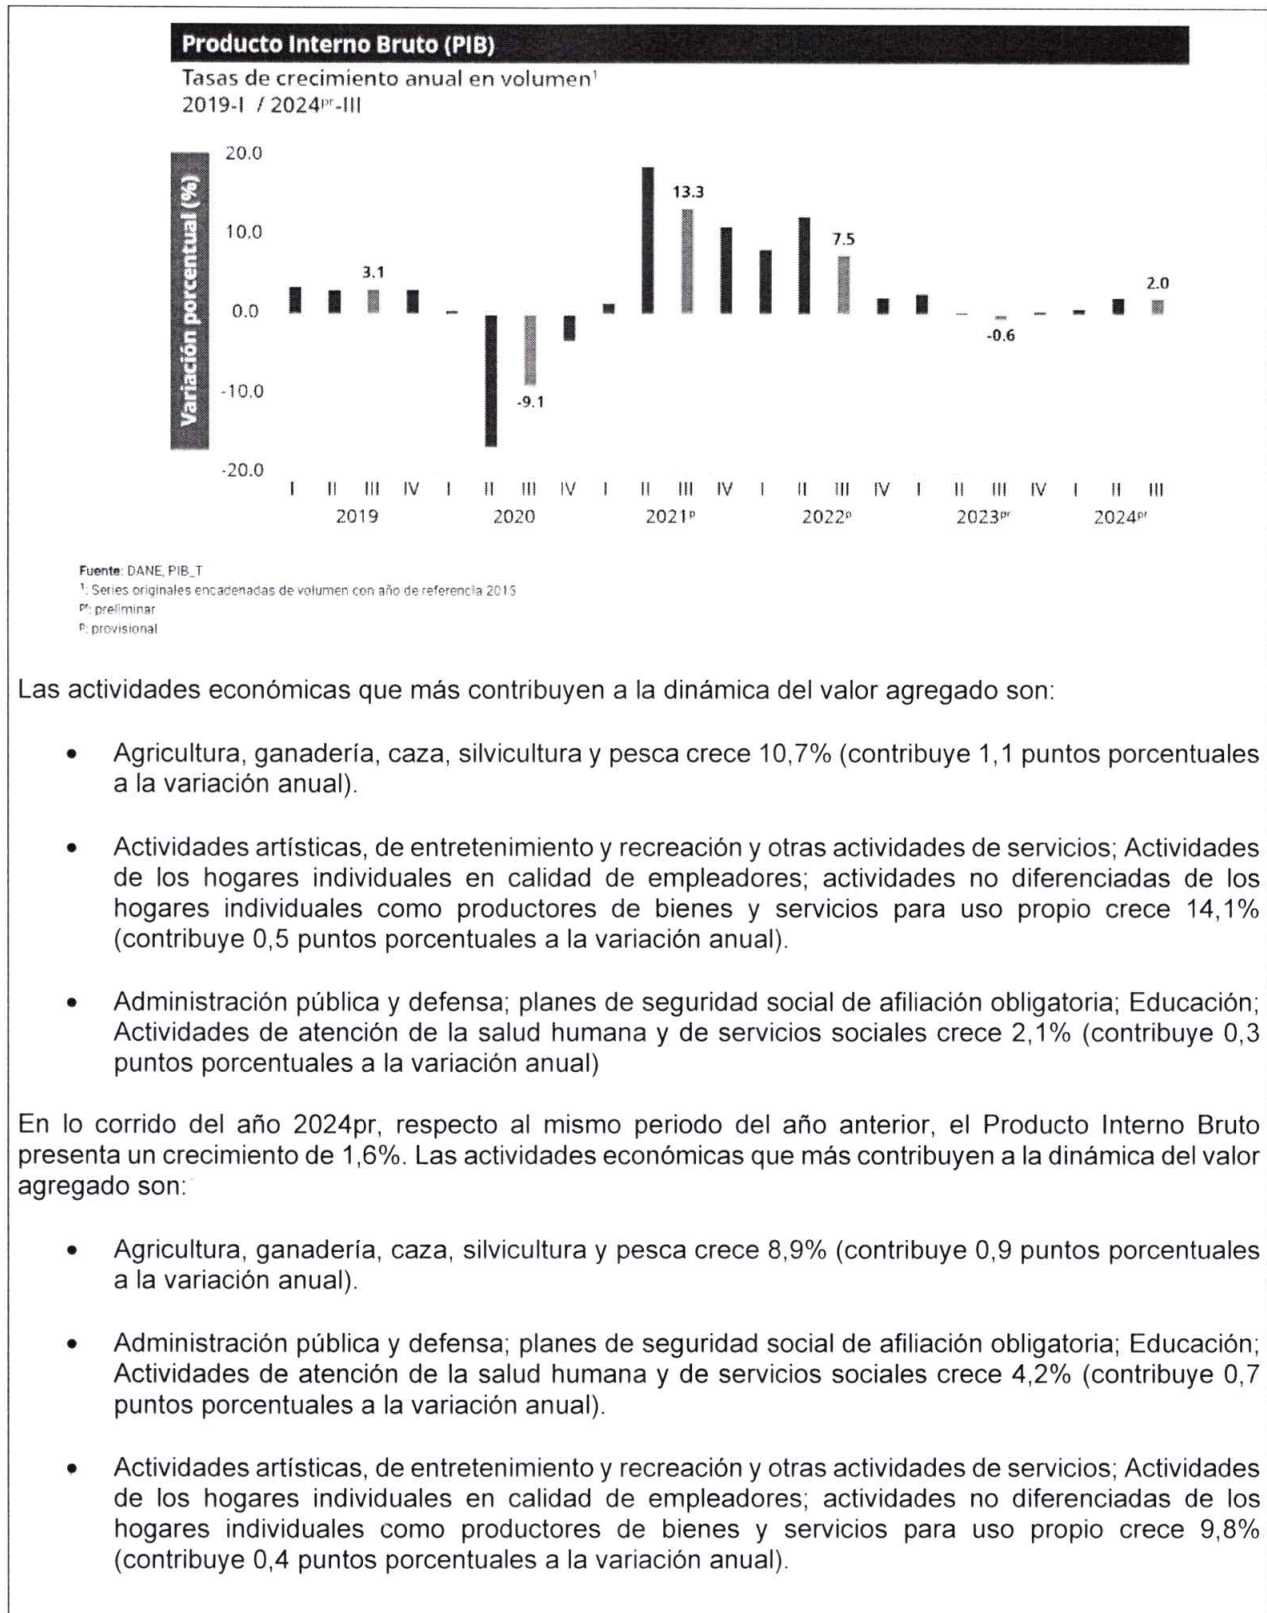 Producto Interno Bruto (PIB)
Tasas de crecimiento anual en volumen¹
2019-I / 2024ᵖʳ-III
Variación porcentual (%)
20.0
10.0
0.0
-10.0
-20.0
3.1
-9.1
13.3
7.5
-0.6
2.0
I II III IV I II III IV I II III IV I II III IV I II III IV I II III
2019 2020 2021ᵖ 2022ᵖ 2023ᵖʳ 2024ᵖʳ
Fuente: DANE, PIB_T
¹: Series originales encadenadas de volumen con año de referencia 2015
ᵖʳ: preliminar
ᵖ: provisional
Las actividades económicas que más contribuyen a la dinámica del valor agregado son:
• Agricultura, ganadería, caza, silvicultura y pesca crece 10,7% (contribuye 1,1 puntos porcentuales
a la variación anual).
• Actividades artísticas, de entretenimiento y recreación y otras actividades de servicios; Actividades
de los hogares individuales en calidad de empleadores; actividades no diferenciadas de los
hogares individuales como productores de bienes y servicios para uso propio crece 14,1%
(contribuye 0,5 puntos porcentuales a la variación anual).
• Administración pública y defensa; planes de seguridad social de afiliación obligatoria; Educación;
Actividades de atención de la salud humana y de servicios sociales crece 2,1% (contribuye 0,3
puntos porcentuales a la variación anual)
En lo corrido del año 2024pr, respecto al mismo periodo del año anterior, el Producto Interno Bruto
presenta un crecimiento de 1,6%. Las actividades económicas que más contribuyen a la dinámica del valor
agregado son:
• Agricultura, ganadería, caza, silvicultura y pesca crece 8,9% (contribuye 0,9 puntos porcentuales
a la variación anual).
• Administración pública y defensa; planes de seguridad social de afiliación obligatoria; Educación;
Actividades de atención de la salud humana y de servicios sociales crece 4,2% (contribuye 0,7
puntos porcentuales a la variación anual).
• Actividades artísticas, de entretenimiento y recreación y otras actividades de servicios; Actividades
de los hogares individuales en calidad de empleadores; actividades no diferenciadas de los
hogares individuales como productores de bienes y servicios para uso propio crece 9,8%
(contribuye 0,4 puntos porcentuales a la variación anual).